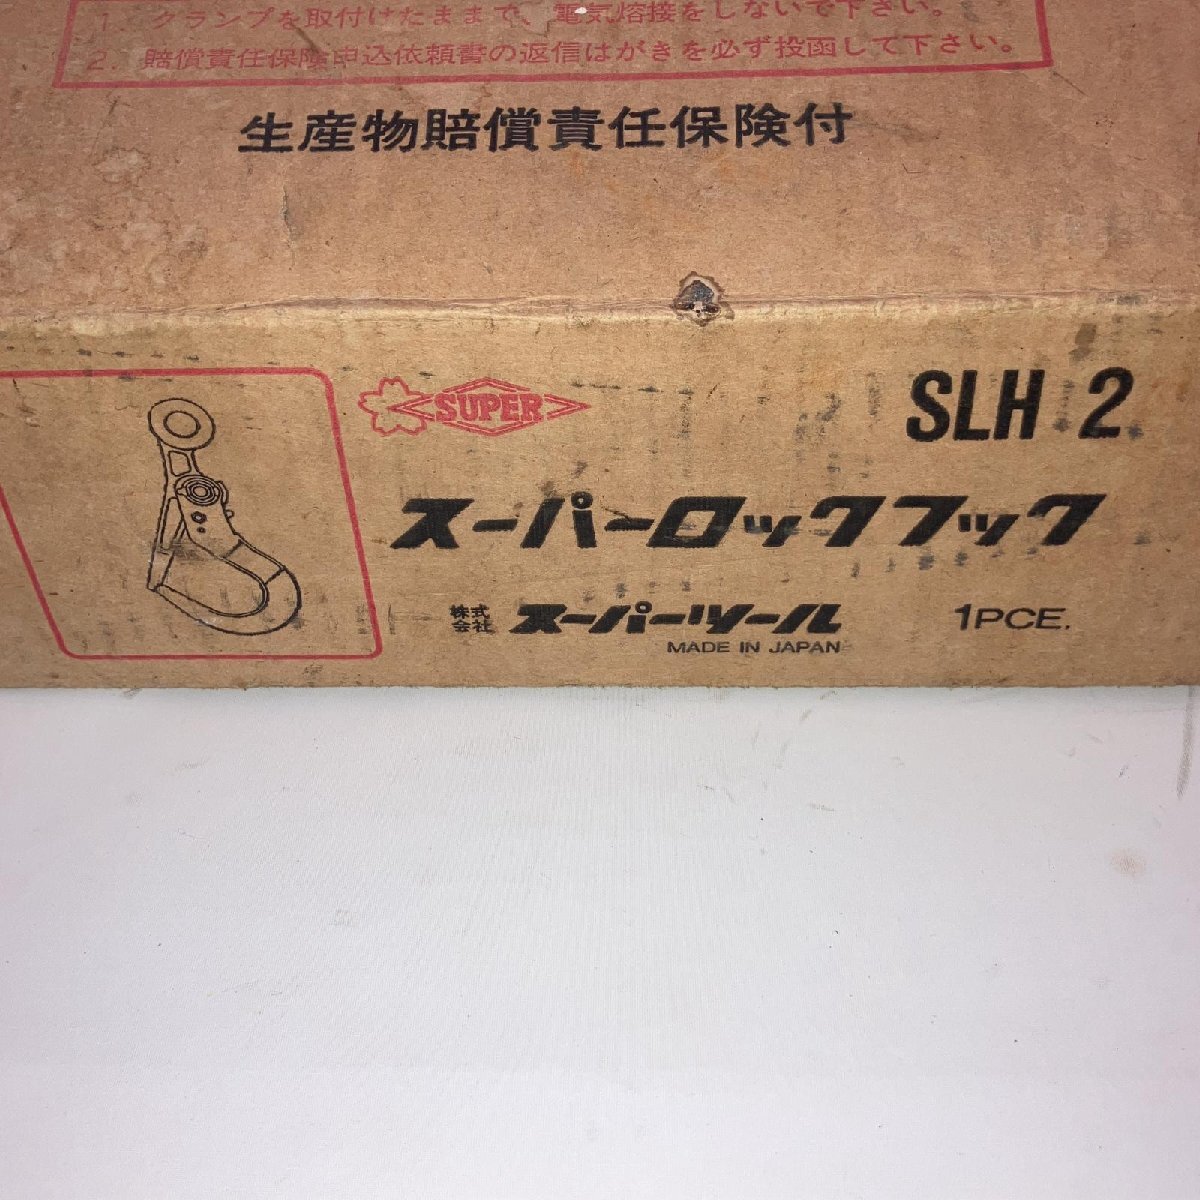 1. クランプを取付けたままで、電気熔接をしないで下さい。
2. 賠償責任保険申込依頼書の返信はがきを必ず投函して下さい。
生産物賠償責任保険付
SUPER
SLH 2
スーパーロックフック
株式会社 スーパーツール
1PCE.
MADE IN JAPAN